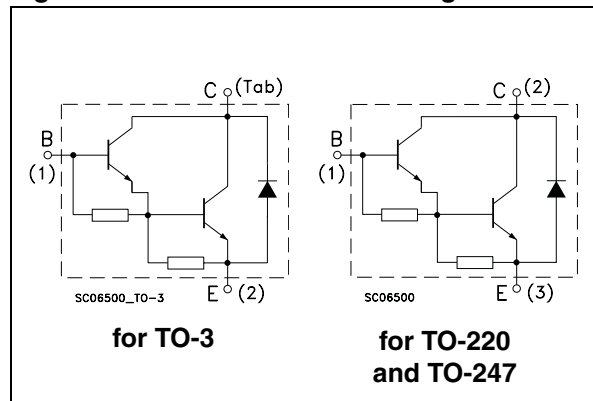 C (Tab)
B
(1)
E (2)
SC06500_TO-3
for TO-3
C (2)
B
(1)
E (3)
SC06500
for TO-220
and TO-247